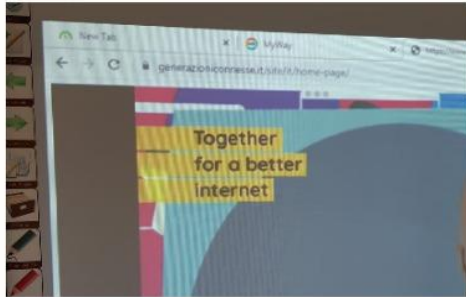 New Tab
MyWay
generazioniconnesse.it/site/it/home-page/
Together
for a better
internet